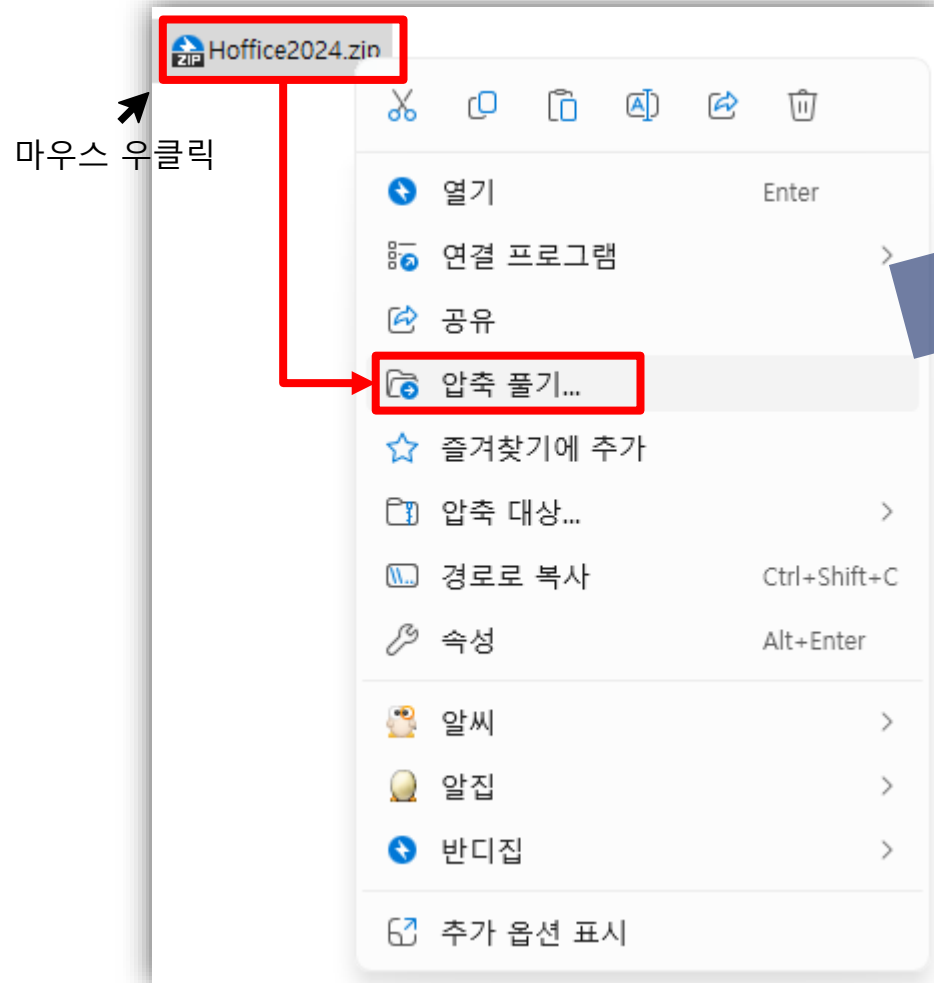 Hoffice2024.zip
마우스 우클릭
열기 Enter
연결 프로그램
공유
압축 풀기...
즐겨찾기에 추가
압축 대상...
경로로 복사 Ctrl+Shift+C
속성 Alt+Enter
알씨
알집
반디집
추가 옵션 표시